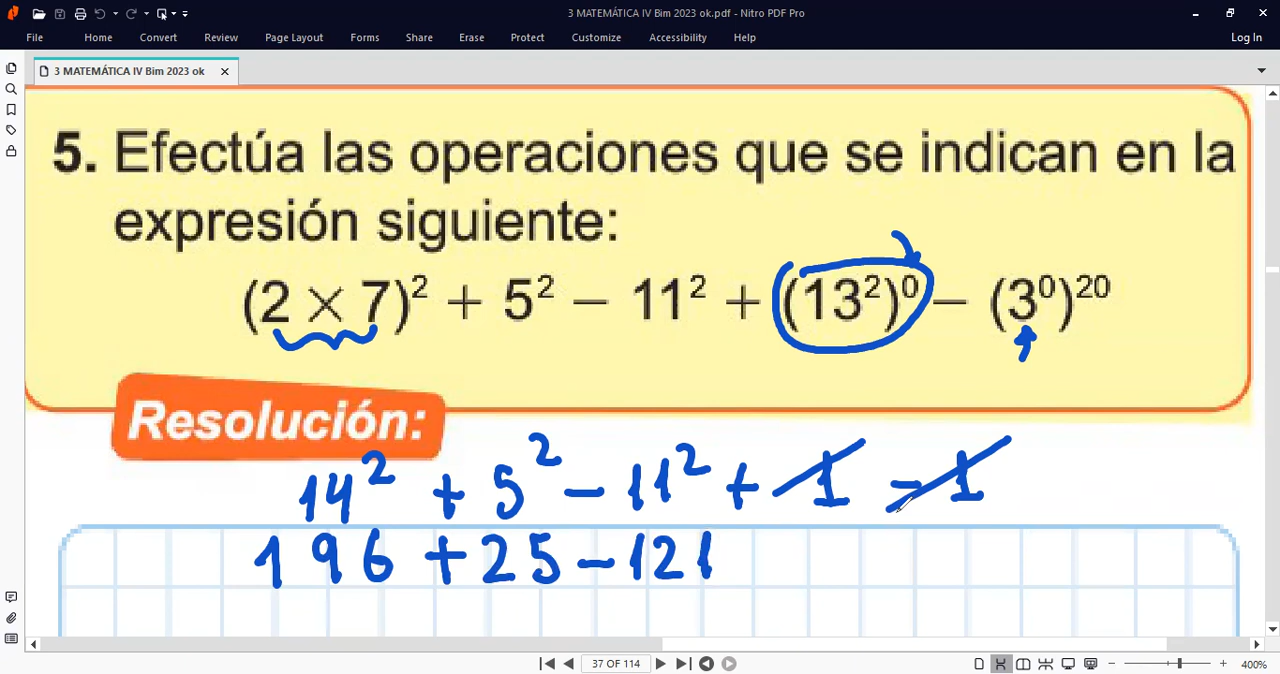 3 MATEMÁTICA IV Bim 2023 ok.pdf - Nitro PDF Pro
File Home Convert Review Page Layout Forms Share Erase Protect Customize Accessibility Help Log In
3 MATEMÁTICA IV Bim 2023 ok
5. Efectúa las operaciones que se indican en la
expresión siguiente:
(2 × 7)² + 5² − 11² + (13²)⁰ − (3⁰)²⁰
Resolución:
14² + 5² − 11² + 1 − 1
196 + 25 − 121
37 OF 114
400%